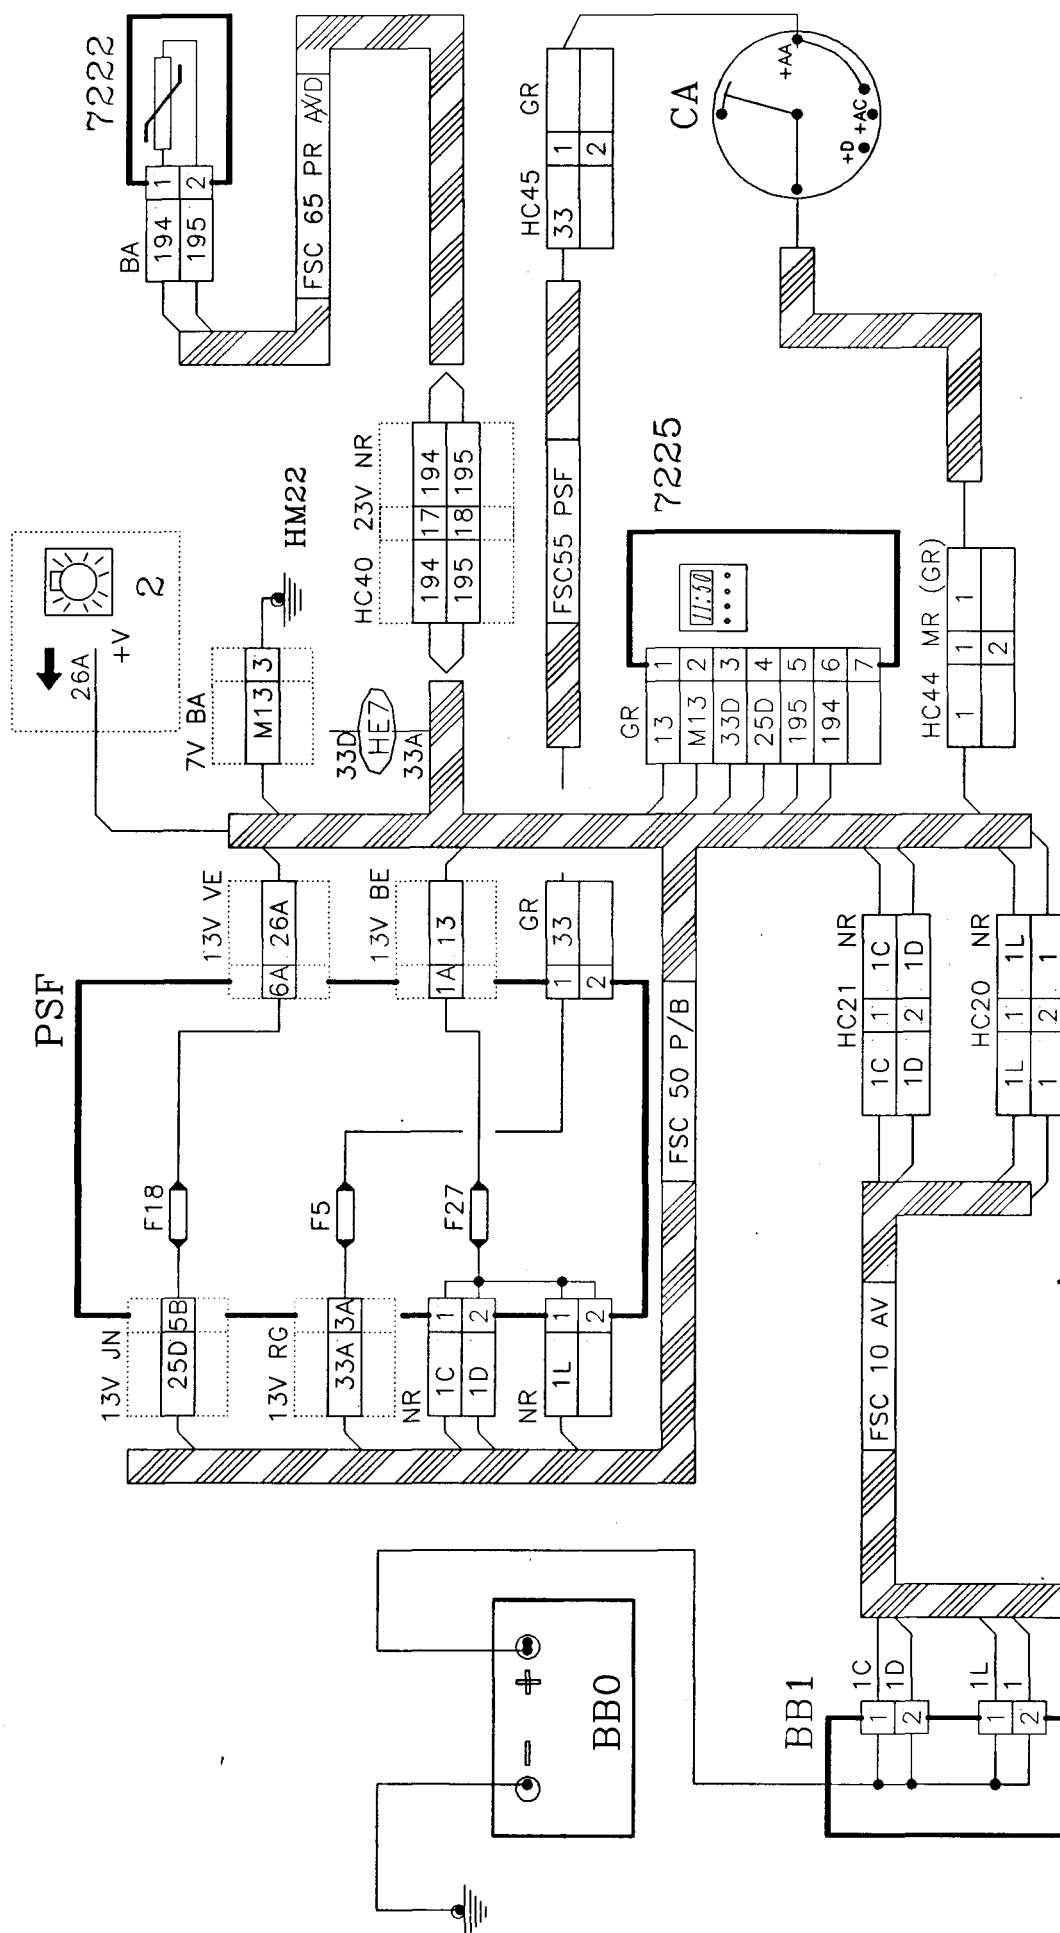 7222
BA
194 1
195 2
FSC 65 PR AVD
HC45 GR
33 1
2
CA
+AA
+AC
+D
2
+V
26A
7V BA
M13 3
HM22
HC40 23V NR
194 17 194
195 18 195
33D
HE7
33A
FSC55 PSF
7225
GR
13 1
M13 2
33D 3
25D 4
195 5
194 6
7
11:50
HC44 MR (GR)
1 1 1
2
PSF
13V VE
6A 26A
13V BE
1A 13
GR
1 33
2
F18
F5
F27
13V JN
25D 5B
13V RG
33A 3A
NR
1C 1
1D 2
NR
1L 1
2
FSC 50 P/B
HC21 NR
1C 1 1C
1D 2 1D
HC20 NR
1L 1 1L
1 2 1
FSC 10 AV
BB0
+
−
BB1
1 1C
2 1D
1 1L
2 1